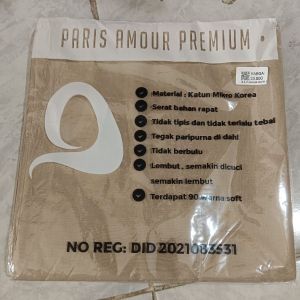 PARIS AMOUR PREMIUM
Material : Katun Mikro Korea
Serat bahan rapat
Tidak tipis dan tidak terlalu tebal
Tegak paripurna di dahi
Tidak berbulu
Lembut , semakin dicuci
semakin lembut
Terdapat 90 warna soft
NO REG: DID 2021083531